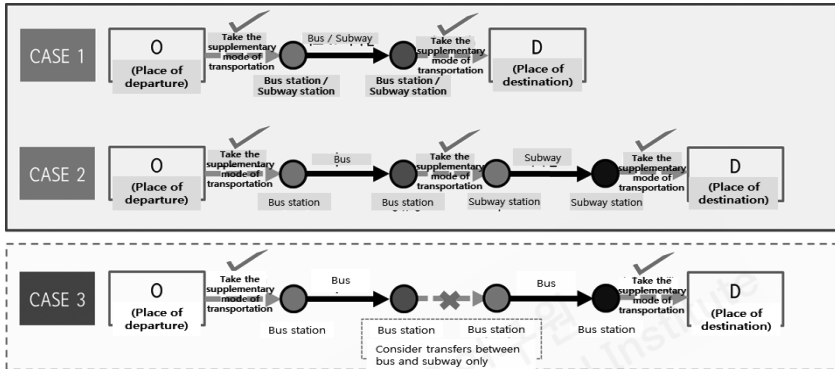 CASE 1
O
(Place of
departure)
Take the
supplementary
mode of
transportation
Bus station /
Subway station
Bus / Subway
Bus station /
Subway station
Take the
supplementary
mode of
transportation
D
(Place of
destination)
CASE 2
O
(Place of
departure)
Take the
supplementary
mode of
transportation
Bus station
Bus
Bus station
Take the
supplementary
mode of
transportation
Subway station
Subway
Subway station
Take the
supplementary
mode of
transportation
D
(Place of
destination)
CASE 3
O
(Place of
departure)
Take the
supplementary
mode of
transportation
Bus station
Bus
Bus station
Bus station
Consider transfers between
bus and subway only
Bus
Bus station
Take the
supplementary
mode of
transportation
D
(Place of
destination)
Institute